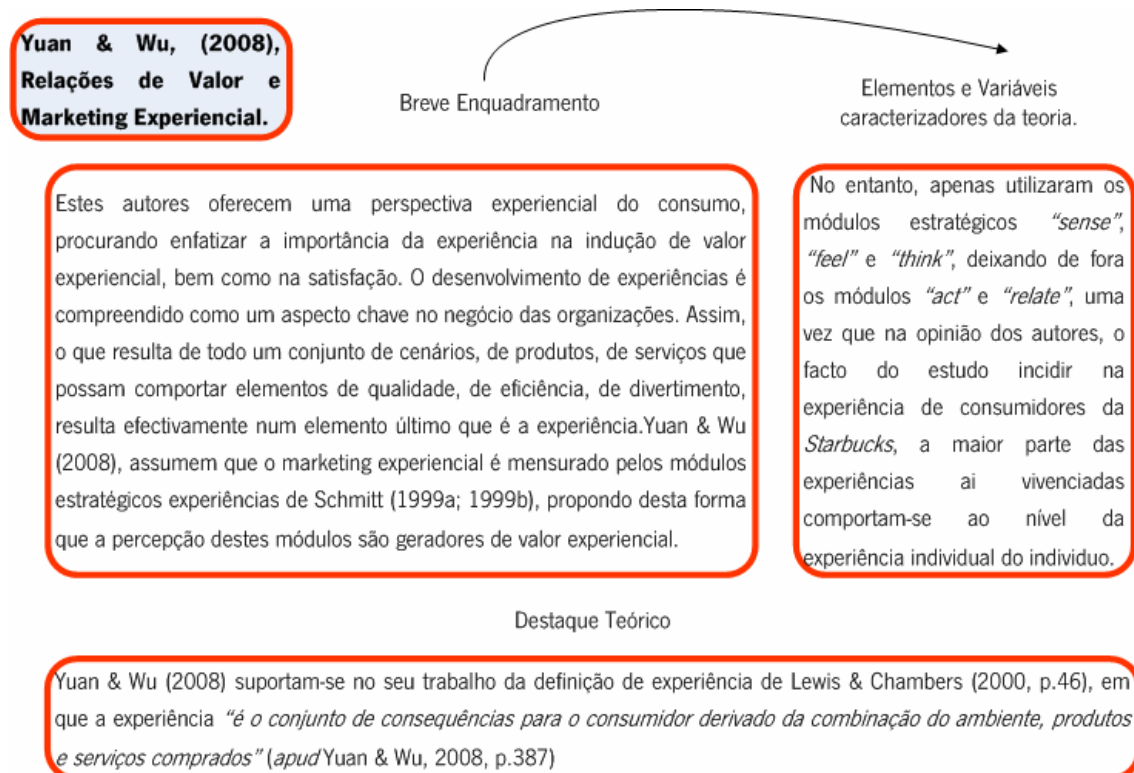 Yuan & Wu, (2008),
Relações de Valor e
Marketing Experiencial.
Breve Enquadramento
Elementos e Variáveis
caracterizadores da teoria.
Estes autores oferecem uma perspectiva experiencial do consumo,
procurando enfatizar a importância da experiência na indução de valor
experiencial, bem como na satisfação. O desenvolvimento de experiências é
compreendido como um aspecto chave no negócio das organizações. Assim,
o que resulta de todo um conjunto de cenários, de produtos, de serviços que
possam comportar elementos de qualidade, de eficiência, de divertimento,
resulta efectivamente num elemento último que é a experiência.Yuan & Wu
(2008), assumem que o marketing experiencial é mensurado pelos módulos
estratégicos experiências de Schmitt (1999a; 1999b), propondo desta forma
que a percepção destes módulos são geradores de valor experiencial.
No entanto, apenas utilizaram os
módulos estratégicos “sense”,
“feel” e “think”, deixando de fora
os módulos “act” e “relate”, uma
vez que na opinião dos autores, o
facto do estudo incidir na
experiência de consumidores da
Starbucks, a maior parte das
experiências ai vivenciadas
comportam-se ao nível da
experiência individual do individuo.
Destaque Teórico
Yuan & Wu (2008) suportam-se no seu trabalho da definição de experiência de Lewis & Chambers (2000, p.46), em
que a experiência “é o conjunto de consequências para o consumidor derivado da combinação do ambiente, produtos
e serviços comprados” (apud Yuan & Wu, 2008, p.387)